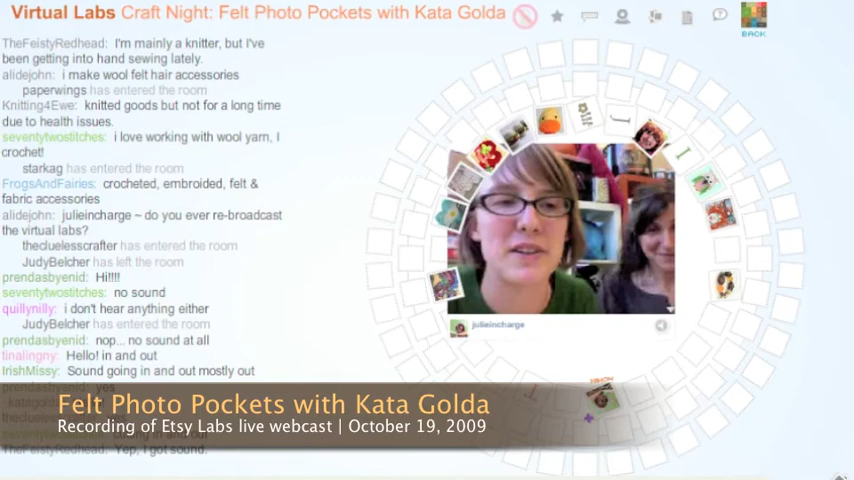 Virtual Labs Craft Night: Felt Photo Pockets with Kata Golda
BACK
TheFeistyRedhead: I'm mainly a knitter, but I've
been getting into hand sewing lately.
alidejohn: i make wool felt hair accessories
paperwings has entered the room
Knitting4Ewe: knitted goods but not for a long time
due to health issues.
seventytwostitches: i love working with wool yarn, I
crochet!
starkag has entered the room
FrogsAndFairies: crocheted, embroided, felt &
fabric accessories
alidejohn: julieincharge ~ do you ever re-broadcast
the virtual labs?
thecluelesscrafter has entered the room
JudyBelcher has left the room
prendasbyenid: Hi!!!!
seventytwostitches: no sound
quillynilly: i don't hear anything either
JudyBelcher has entered the room
prendasbyenid: nop... no sound at all
tinalingny: Hello! in and out
IrishMissy: Sound going in and out mostly out
prendasbyenid: yes
julieincharge
Felt Photo Pockets with Kata Golda
Recording of Etsy Labs live webcast | October 19, 2009
TheFeistyRedhead: Yep, I got sound.